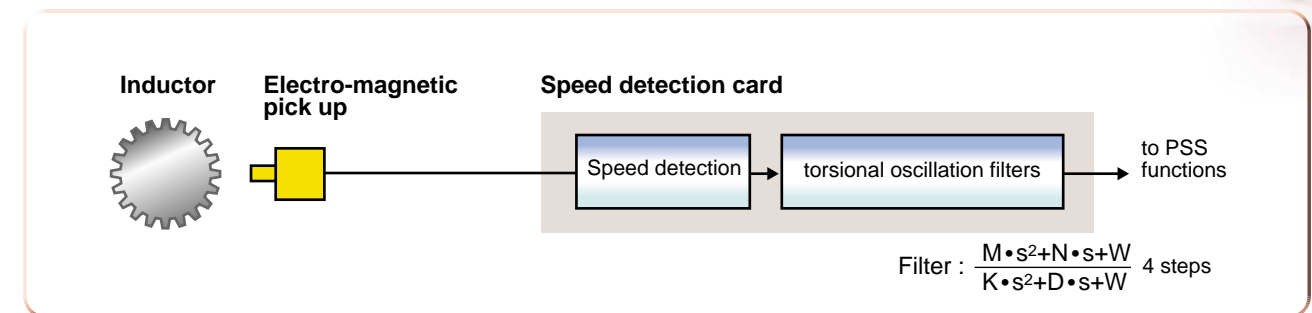 Inductor
Electro-magnetic
pick up
Speed detection card
Speed detection
torsional oscillation filters
to PSS
functions
Filter : M•s²+N•s+W 4 steps
K•s²+D•s+W